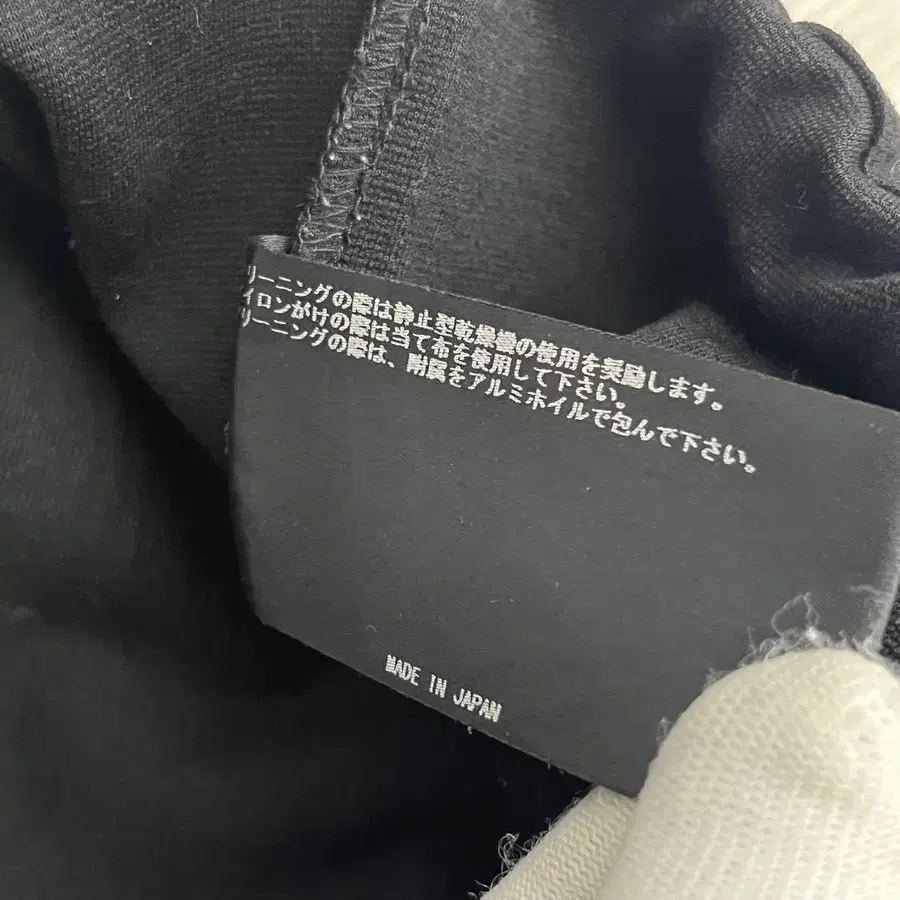 リーニングの際は静止型乾燥機の使用を奨励します。
イロンがけの際は当て布を使用して下さい。
リーニングの際は、附属をアルミホイルで包んで下さい。
MADE IN JAPAN